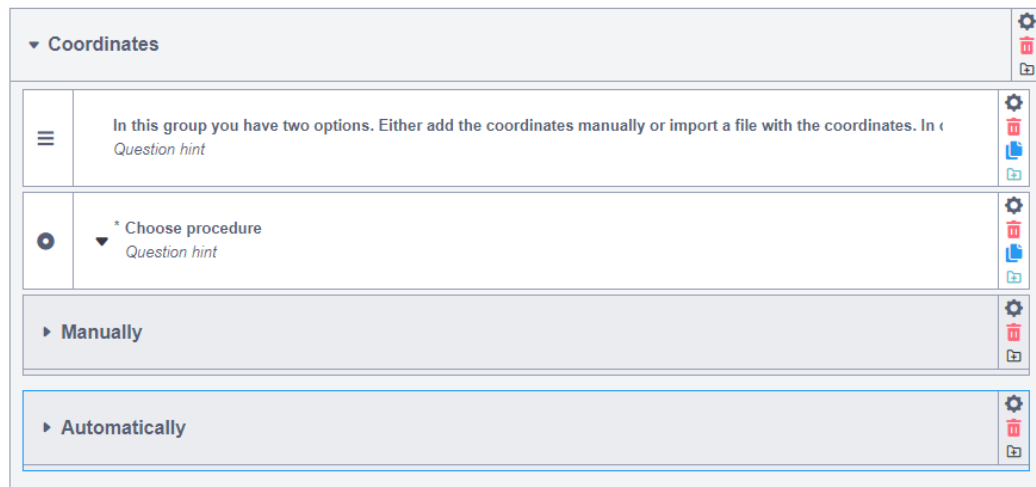 Coordinates
In this group you have two options. Either add the coordinates manually or import a file with the coordinates. In
Question hint
* Choose procedure
Question hint
Manually
Automatically